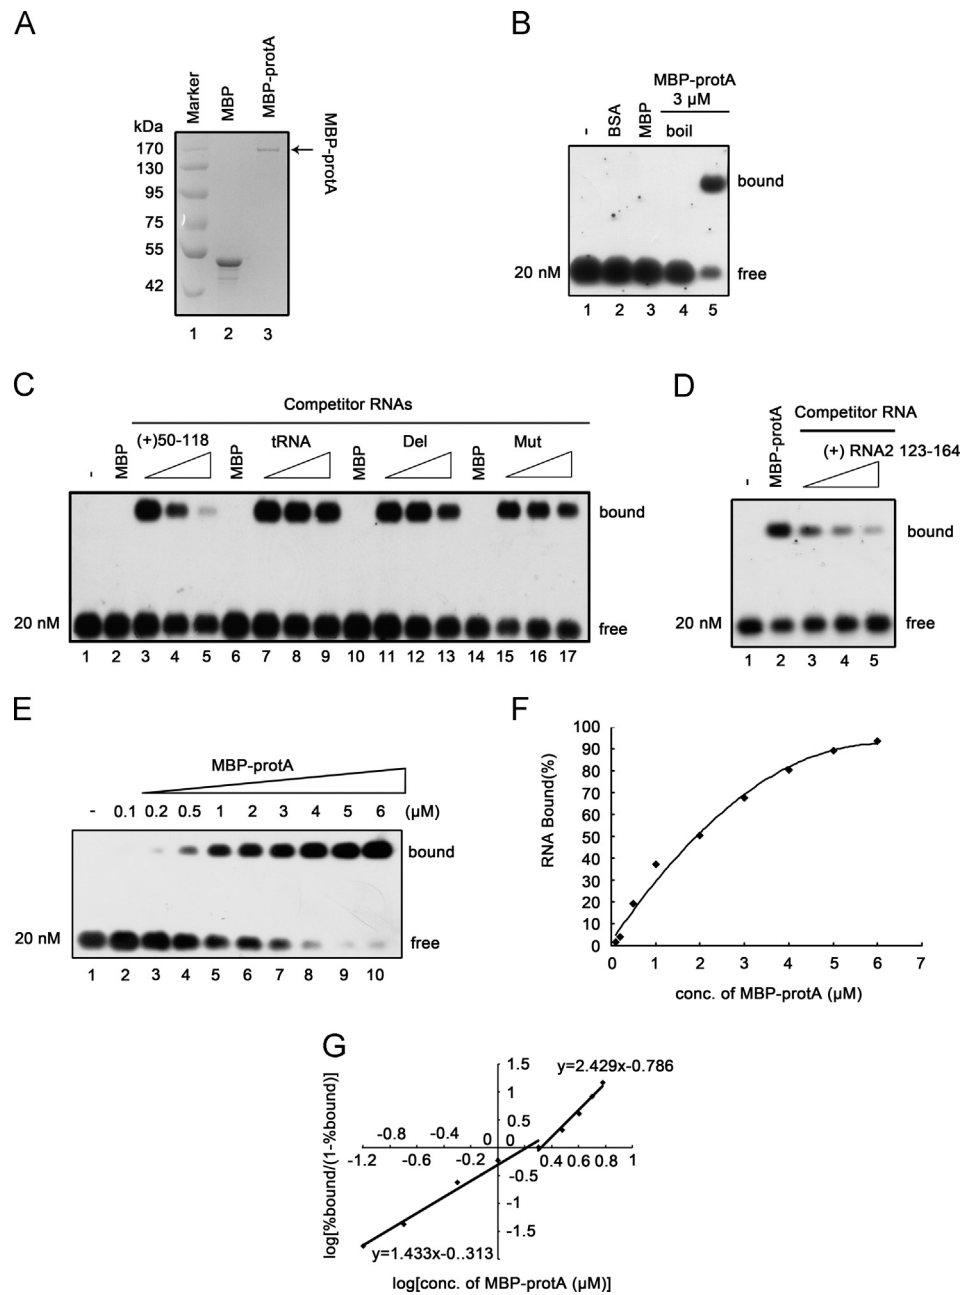 A
Marker
MBP
MBP-protA
kDa
170
130
95
75
55
42
MBP-protA
1 2 3
B
MBP-protA
3 µM
- BSA MBP boil
bound
20 nM free
1 2 3 4 5
C
Competitor RNAs
- MBP (+)50-118 MBP tRNA MBP Del MBP Mut
bound
20 nM free
1 2 3 4 5 6 7 8 9 10 11 12 13 14 15 16 17
D
- MBP-protA Competitor RNA
(+) RNA2 123-164
bound
20 nM free
1 2 3 4 5
E
MBP-protA
- 0.1 0.2 0.5 1 2 3 4 5 6 (µM)
bound
20 nM free
1 2 3 4 5 6 7 8 9 10
F
RNA Bound(%)
100
90
80
70
60
50
40
30
20
10
0
0 1 2 3 4 5 6 7
conc. of MBP-protA (µM)
G
log[%bound/(1-%bound)]
1.5
y=2.429x-0.786
1
0.5
-0.8 -0.4 0 0
-1.2 -0.6 -0.2 0.4 0.6 0.8 1
-0.5
-1
-1.5
y=1.433x-0..313
-2
log[conc. of MBP-protA (µM)]